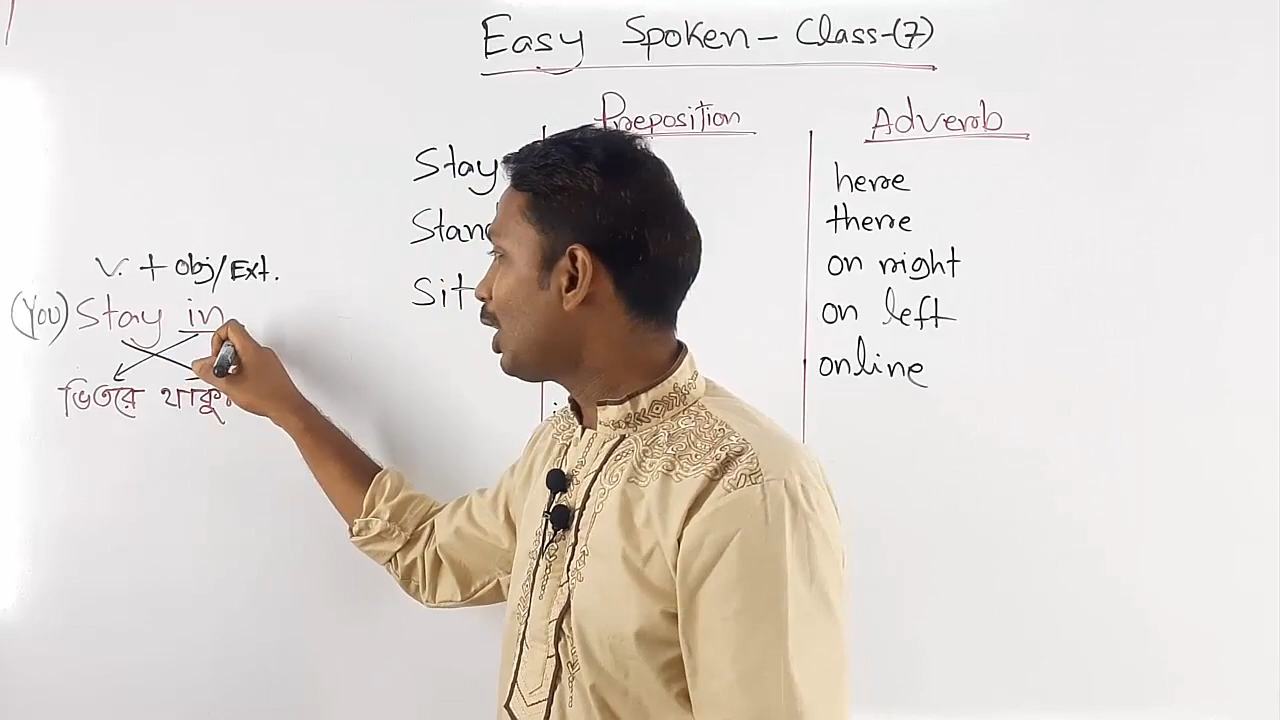 Easy Spoken - Class-(7)
Preposition
Adverb
Stay
Stand
Sit
here
there
on right
on left
online
V. + Obj/Ext.
(You) Stay in
ভিতরে